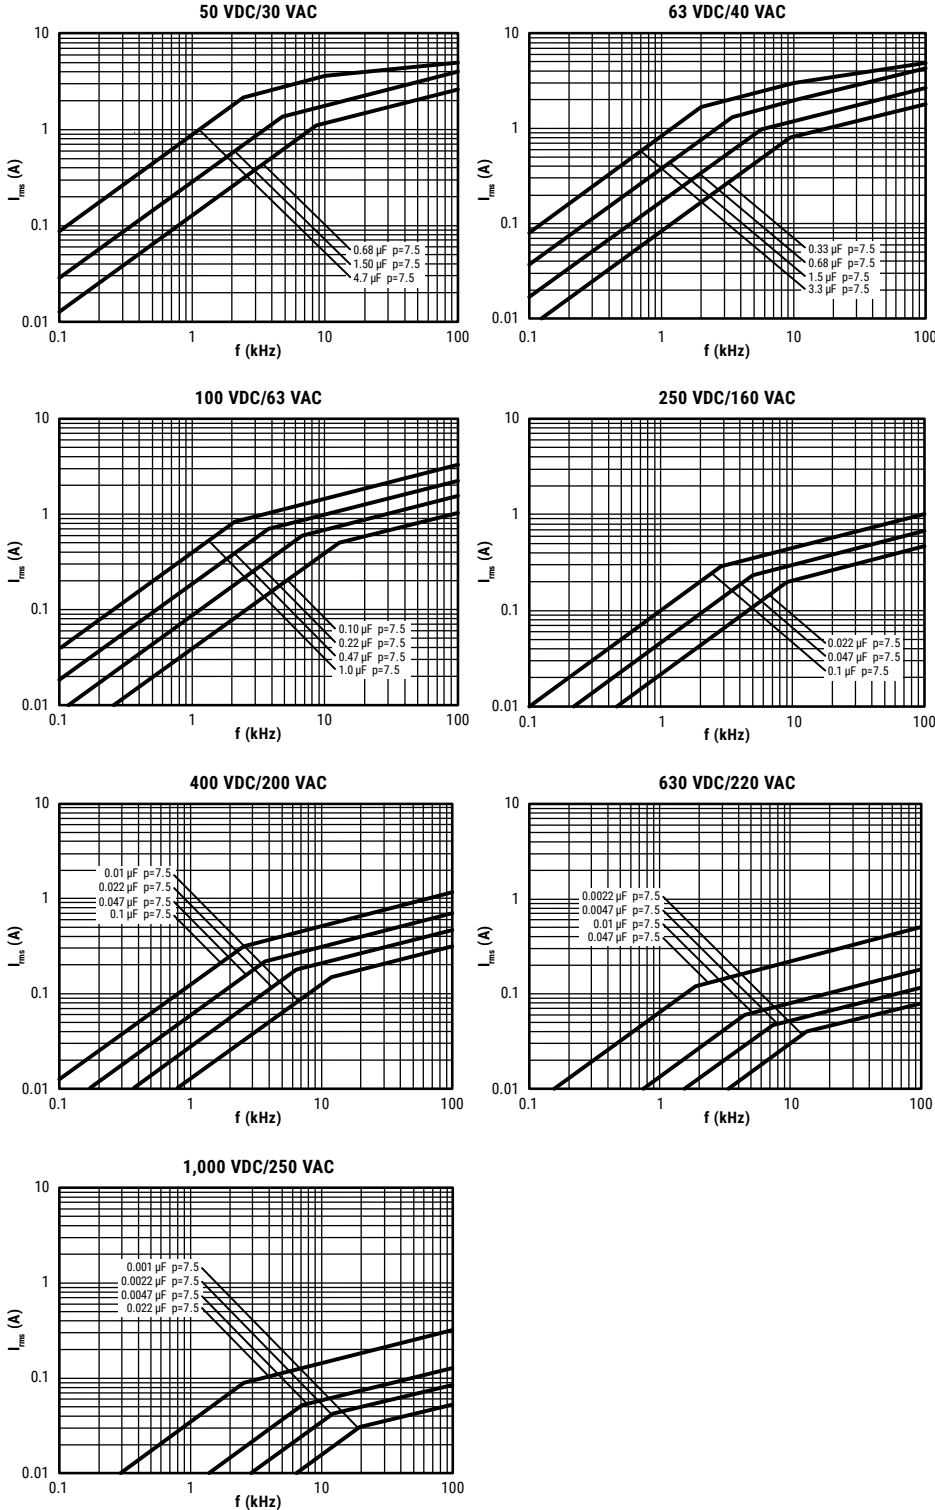 50 VDC/30 VAC
10
1
0.1
0.01
I rms (A)
0.68 µF p=7.5
1.50 µF p=7.5
4.7 µF p=7.5
0.1 1 10 100
f (kHz)
63 VDC/40 VAC
10
1
0.1
0.01
I rms (A)
0.33 µF p=7.5
0.68 µF p=7.5
1.5 µF p=7.5
3.3 µF p=7.5
0.1 1 10 100
f (kHz)
100 VDC/63 VAC
10
1
0.1
0.01
I rms (A)
0.10 µF p=7.5
0.22 µF p=7.5
0.47 µF p=7.5
1.0 µF p=7.5
0.1 1 10 100
f (kHz)
250 VDC/160 VAC
10
1
0.1
0.01
I rms (A)
0.022 µF p=7.5
0.047 µF p=7.5
0.1 µF p=7.5
0.1 1 10 100
f (kHz)
400 VDC/200 VAC
10
1
0.1
0.01
I rms (A)
0.01 µF p=7.5
0.022 µF p=7.5
0.047 µF p=7.5
0.1 µF p=7.5
0.1 1 10 100
f (kHz)
630 VDC/220 VAC
10
1
0.1
0.01
I rms (A)
0.0022 µF p=7.5
0.0047 µF p=7.5
0.01 µF p=7.5
0.047 µF p=7.5
0.1 1 10 100
f (kHz)
1,000 VDC/250 VAC
10
1
0.1
0.01
I rms (A)
0.001 µF p=7.5
0.0022 µF p=7.5
0.0047 µF p=7.5
0.022 µF p=7.5
0.1 1 10 100
f (kHz)